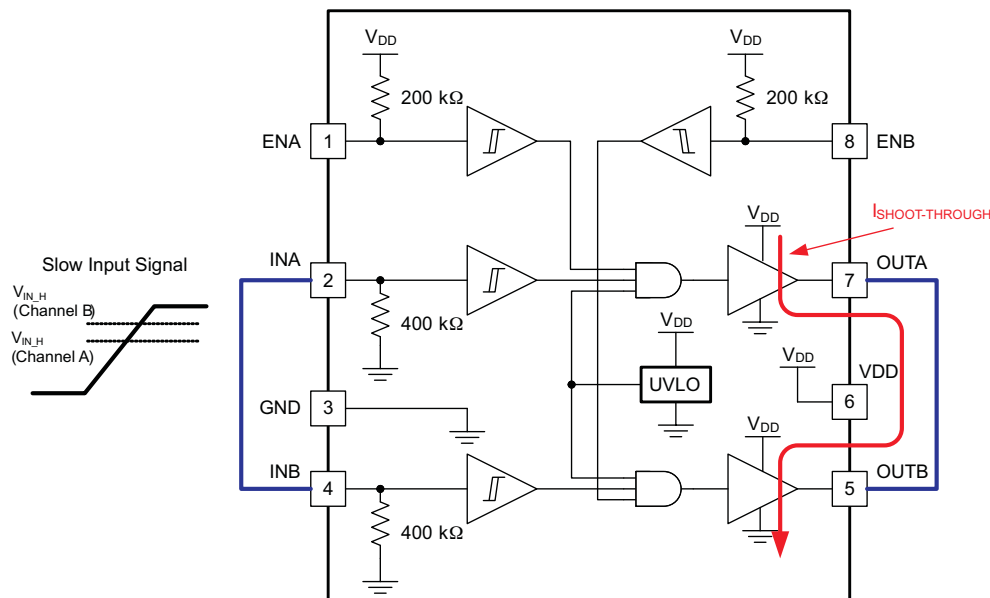 VDD
VDD
200 kΩ
200 kΩ
ENA
1
8
ENB
ISHOOT-THROUGH
VDD
Slow Input Signal
INA
2
7
OUTA
VIN_H
(Channel B)
VIN_H
(Channel A)
400 kΩ
VDD
UVLO
VDD
VDD
6
GND
3
VDD
INB
4
5
OUTB
400 kΩ